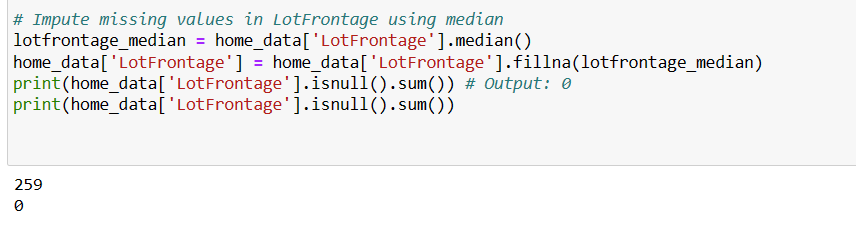 # Impute missing values in LotFrontage using median
lotfrontage_median = home_data['LotFrontage'].median()
home_data['LotFrontage'] = home_data['LotFrontage'].fillna(lotfrontage_median)
print(home_data['LotFrontage'].isnull().sum()) # Output: 0
print(home_data['LotFrontage'].isnull().sum())
259
0